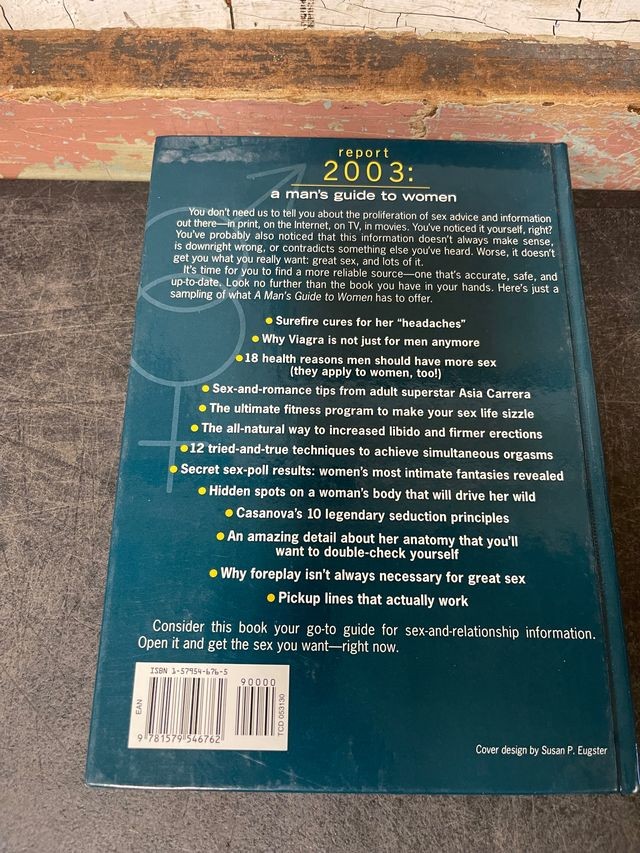 report
2003:
a man's guide to women
You don't need us to tell you about the proliferation of sex advice and information
out there—in print, on the Internet, on TV, in movies. You've noticed it yourself, right?
You've probably also noticed that this information doesn't always make sense,
is downright wrong, or contradicts something else you've heard. Worse, it doesn't
get you what you really want: great sex, and lots of it.
It's time for you to find a more reliable source—one that's accurate, safe, and
up-to-date. Look no further than the book you have in your hands. Here's just a
sampling of what A Man's Guide to Women has to offer.
• Surefire cures for her "headaches"
• Why Viagra is not just for men anymore
• 18 health reasons men should have more sex
(they apply to women, too!)
• Sex-and-romance tips from adult superstar Asia Carrera
• The ultimate fitness program to make your sex life sizzle
• The all-natural way to increased libido and firmer erections
• 12 tried-and-true techniques to achieve simultaneous orgasms
• Secret sex-poll results: women's most intimate fantasies revealed
• Hidden spots on a woman's body that will drive her wild
• Casanova's 10 legendary seduction principles
• An amazing detail about her anatomy that you'll
want to double-check yourself
• Why foreplay isn't always necessary for great sex
• Pickup lines that actually work
Consider this book your go-to guide for sex-and-relationship information.
Open it and get the sex you want—right now.
ISBN 1-57954-676-5
90000
EAN
TCD 053130
9 781579 546762
Cover design by Susan P. Eugster